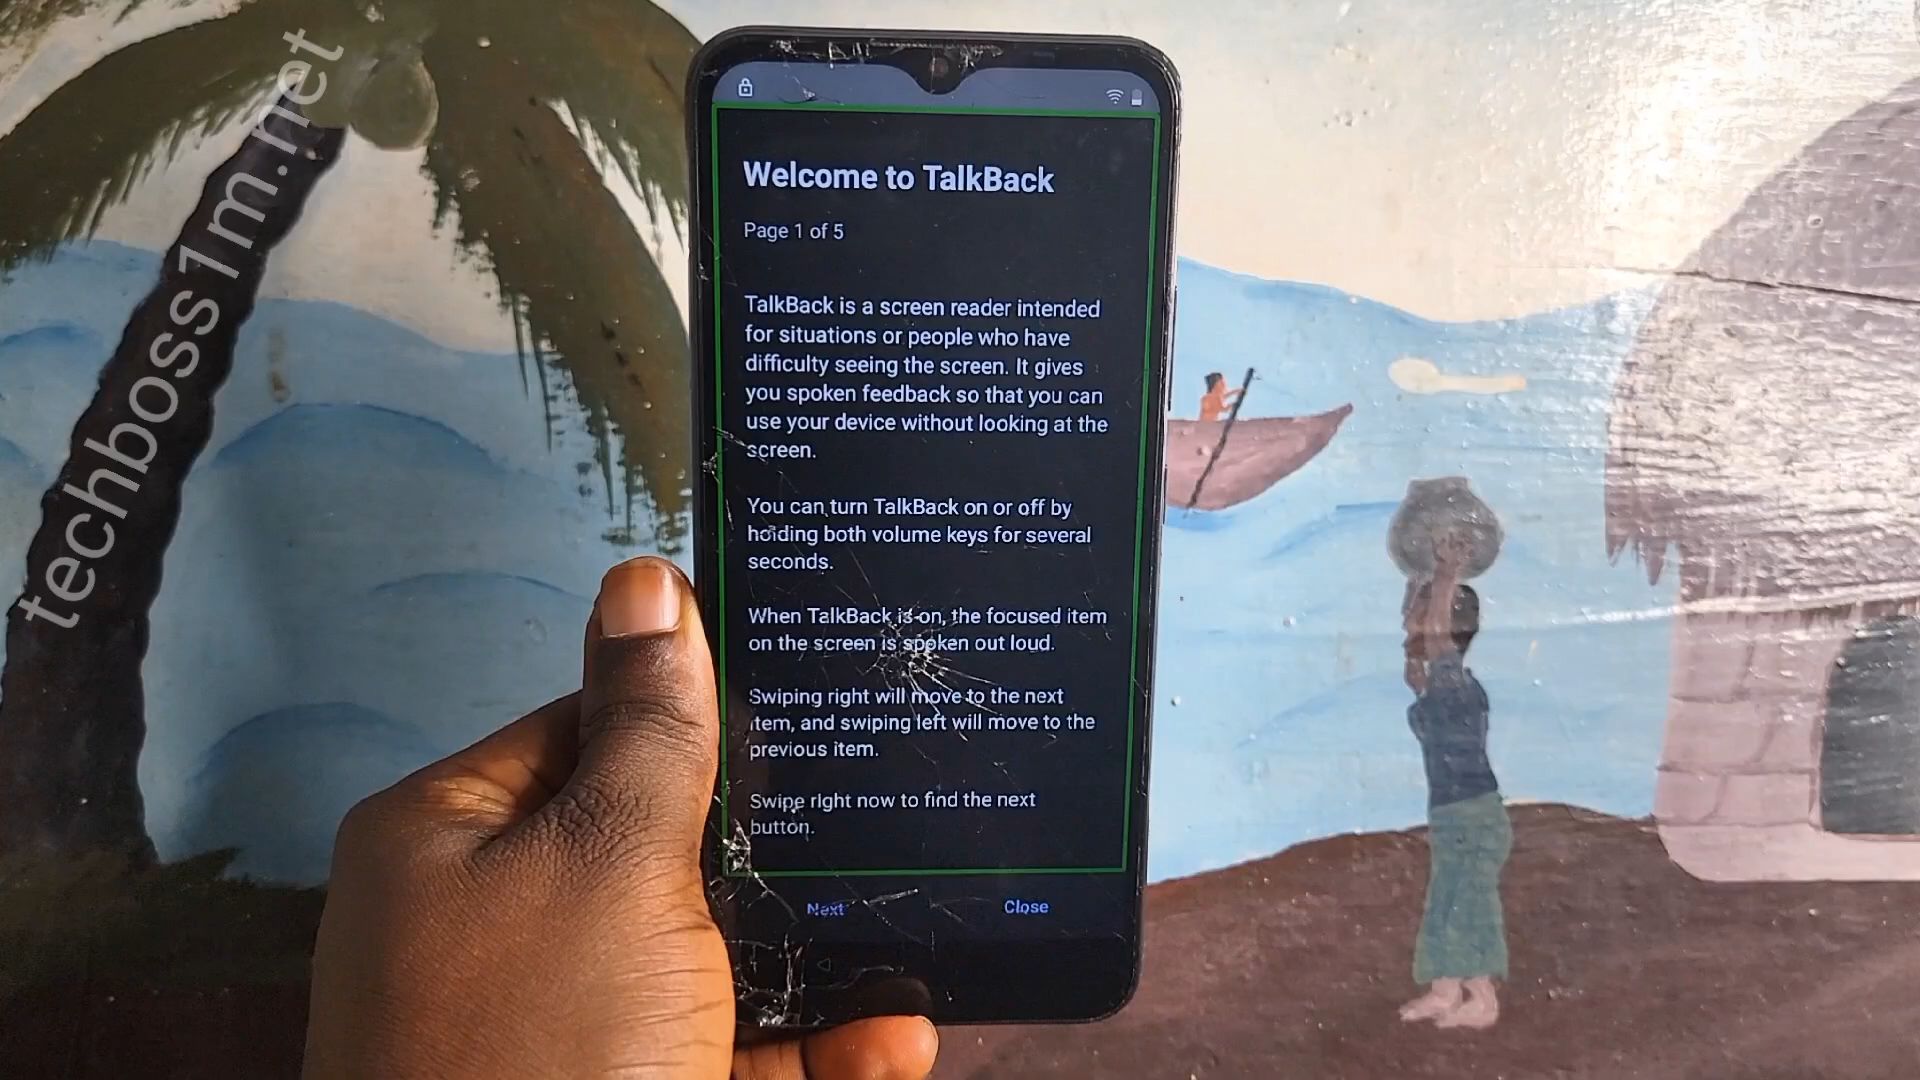 techboss1m.net
Welcome to TalkBack
Page 1 of 5
TalkBack is a screen reader intended
for situations or people who have
difficulty seeing the screen. It gives
you spoken feedback so that you can
use your device without looking at the
screen.
You can turn TalkBack on or off by
holding both volume keys for several
seconds.
When TalkBack is on, the focused item
on the screen is spoken out loud.
Swiping right will move to the next
item, and swiping left will move to the
previous item.
Swipe right now to find the next
button.
Next
Close